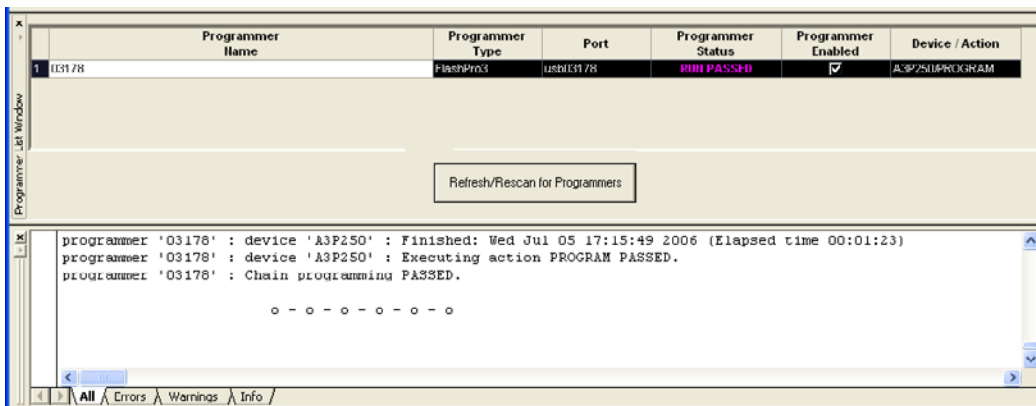 Programmer Name Programmer Type Port Programmer Status Programmer Enabled Device / Action
1 03178 FlashPro3 usb03178 RUN PASSED A3P250/PROGRAM
Programmer List Window
Refresh/Rescan for Programmers
programmer '03178' : device 'A3P250' : Finished: Wed Jul 05 17:15:49 2006 (Elapsed time 00:01:23)
programmer '03178' : device 'A3P250' : Executing action PROGRAM PASSED.
programmer '03178' : Chain programming PASSED.
o - o - o - o - o - o
All Errors Warnings Info